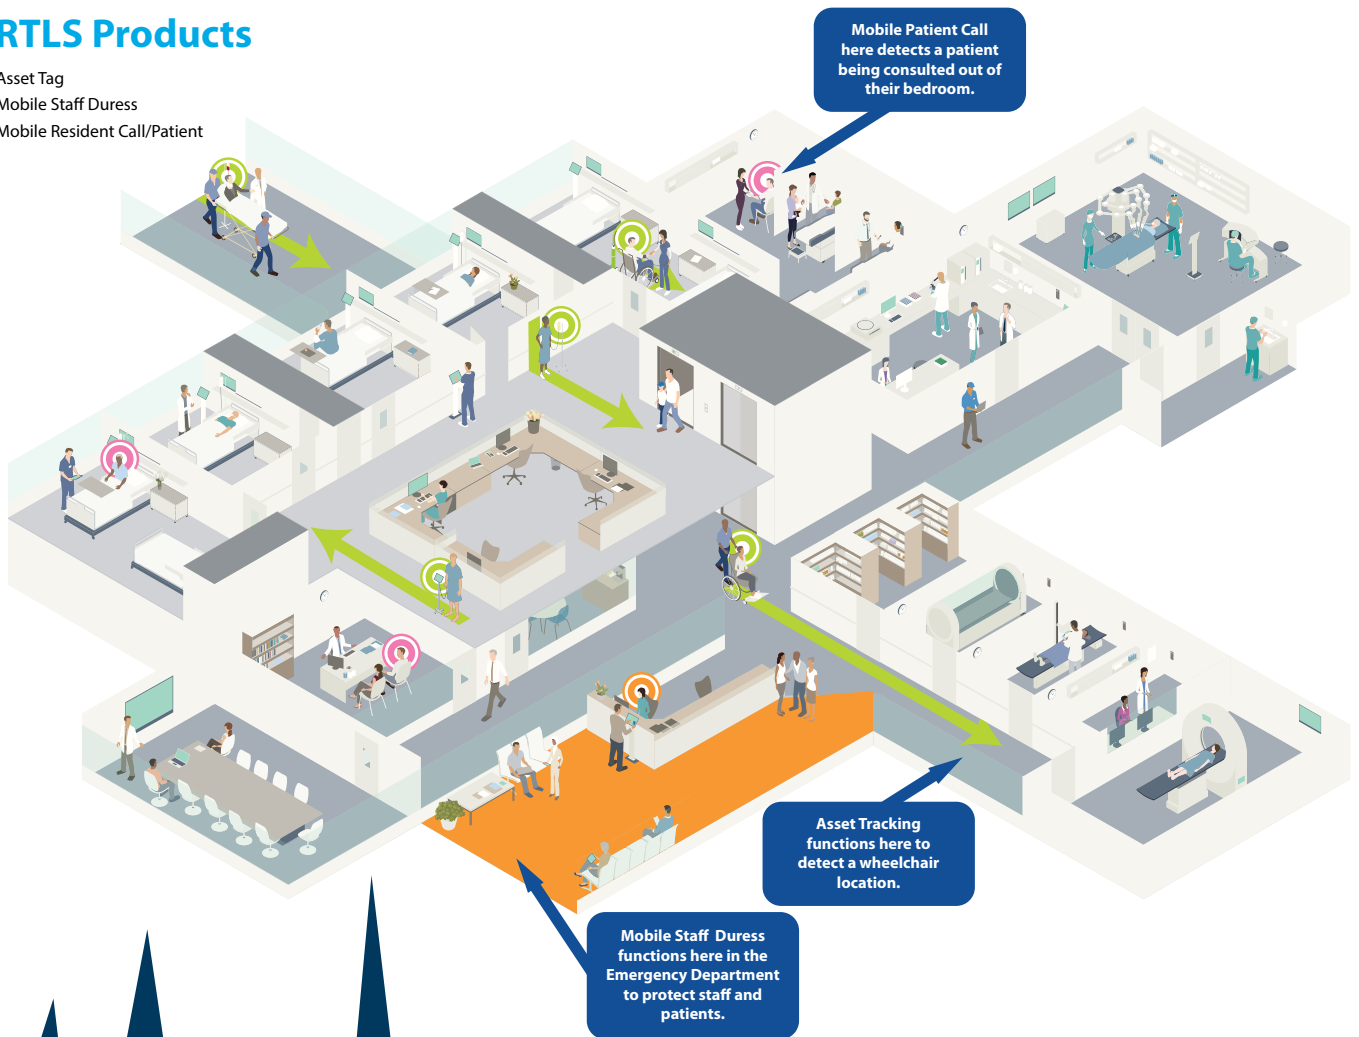 RTLS Products
Asset Tag
Mobile Staff Duress
Mobile Resident Call/Patient
Mobile Patient Call
here detects a patient
being consulted out of
their bedroom.
Asset Tracking
functions here to
detect a wheelchair
location.
Mobile Staff Duress
functions here in the
Emergency Department
to protect staff and
patients.